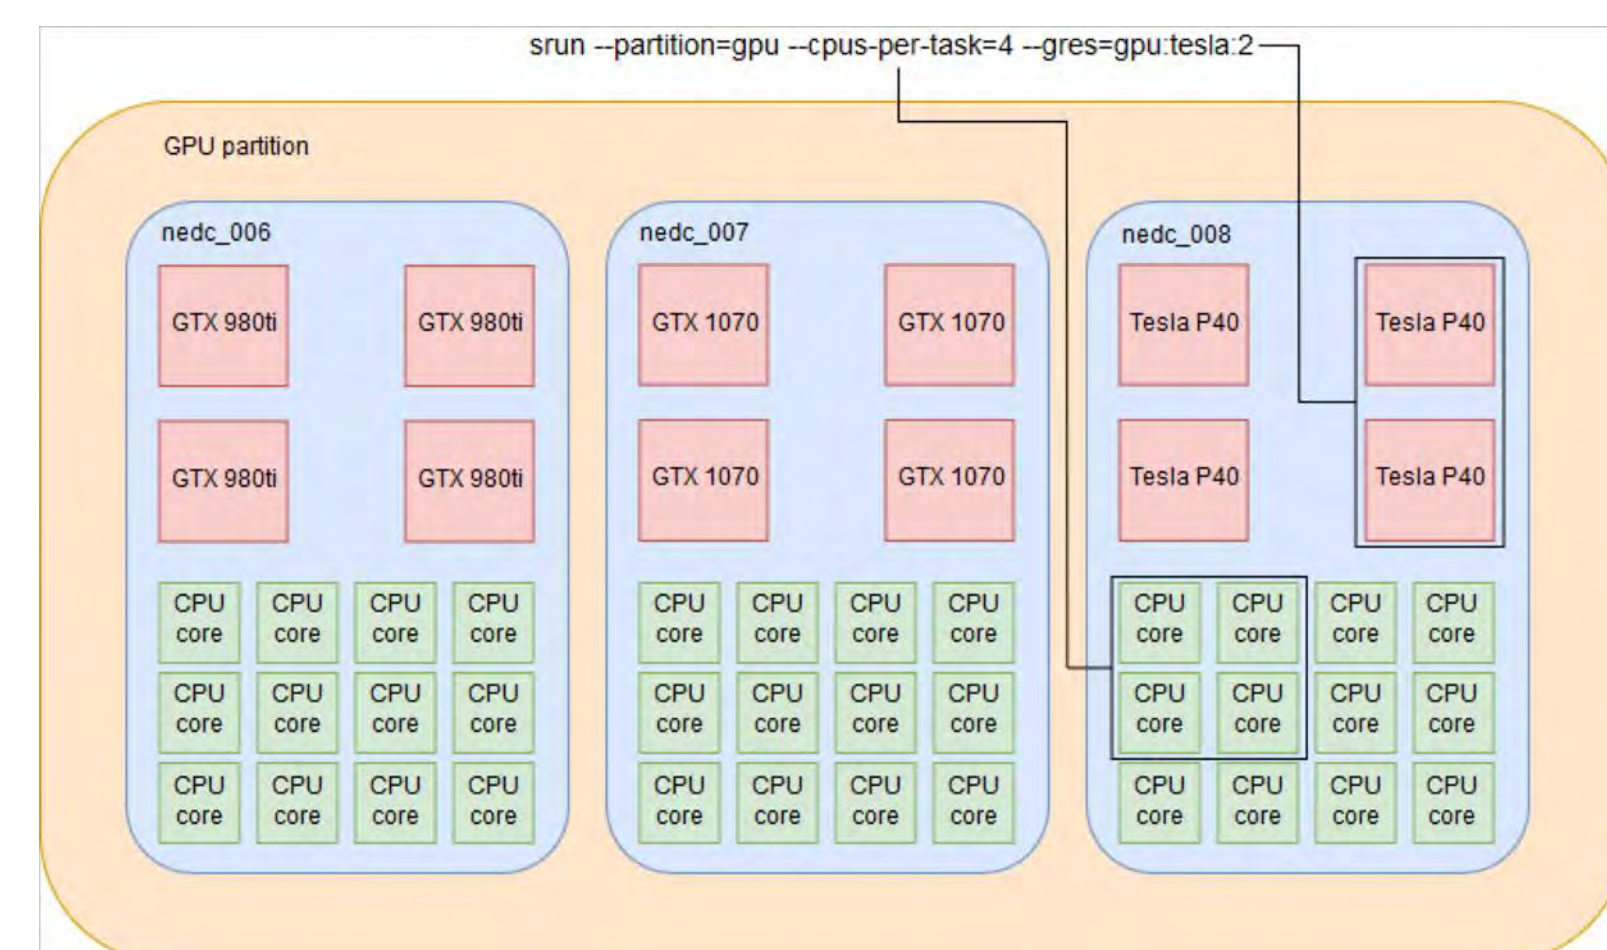 srun --partition=gpu --cpus-per-task=4 --gres=gpu:tesla:2
GPU partition
nedc_006
GTX 980ti
GTX 980ti
GTX 980ti
GTX 980ti
CPU core
CPU core
CPU core
CPU core
CPU core
CPU core
CPU core
CPU core
CPU core
CPU core
CPU core
CPU core
nedc_007
GTX 1070
GTX 1070
GTX 1070
GTX 1070
CPU core
CPU core
CPU core
CPU core
CPU core
CPU core
CPU core
CPU core
CPU core
CPU core
CPU core
CPU core
nedc_008
Tesla P40
Tesla P40
Tesla P40
Tesla P40
CPU core
CPU core
CPU core
CPU core
CPU core
CPU core
CPU core
CPU core
CPU core
CPU core
CPU core
CPU core